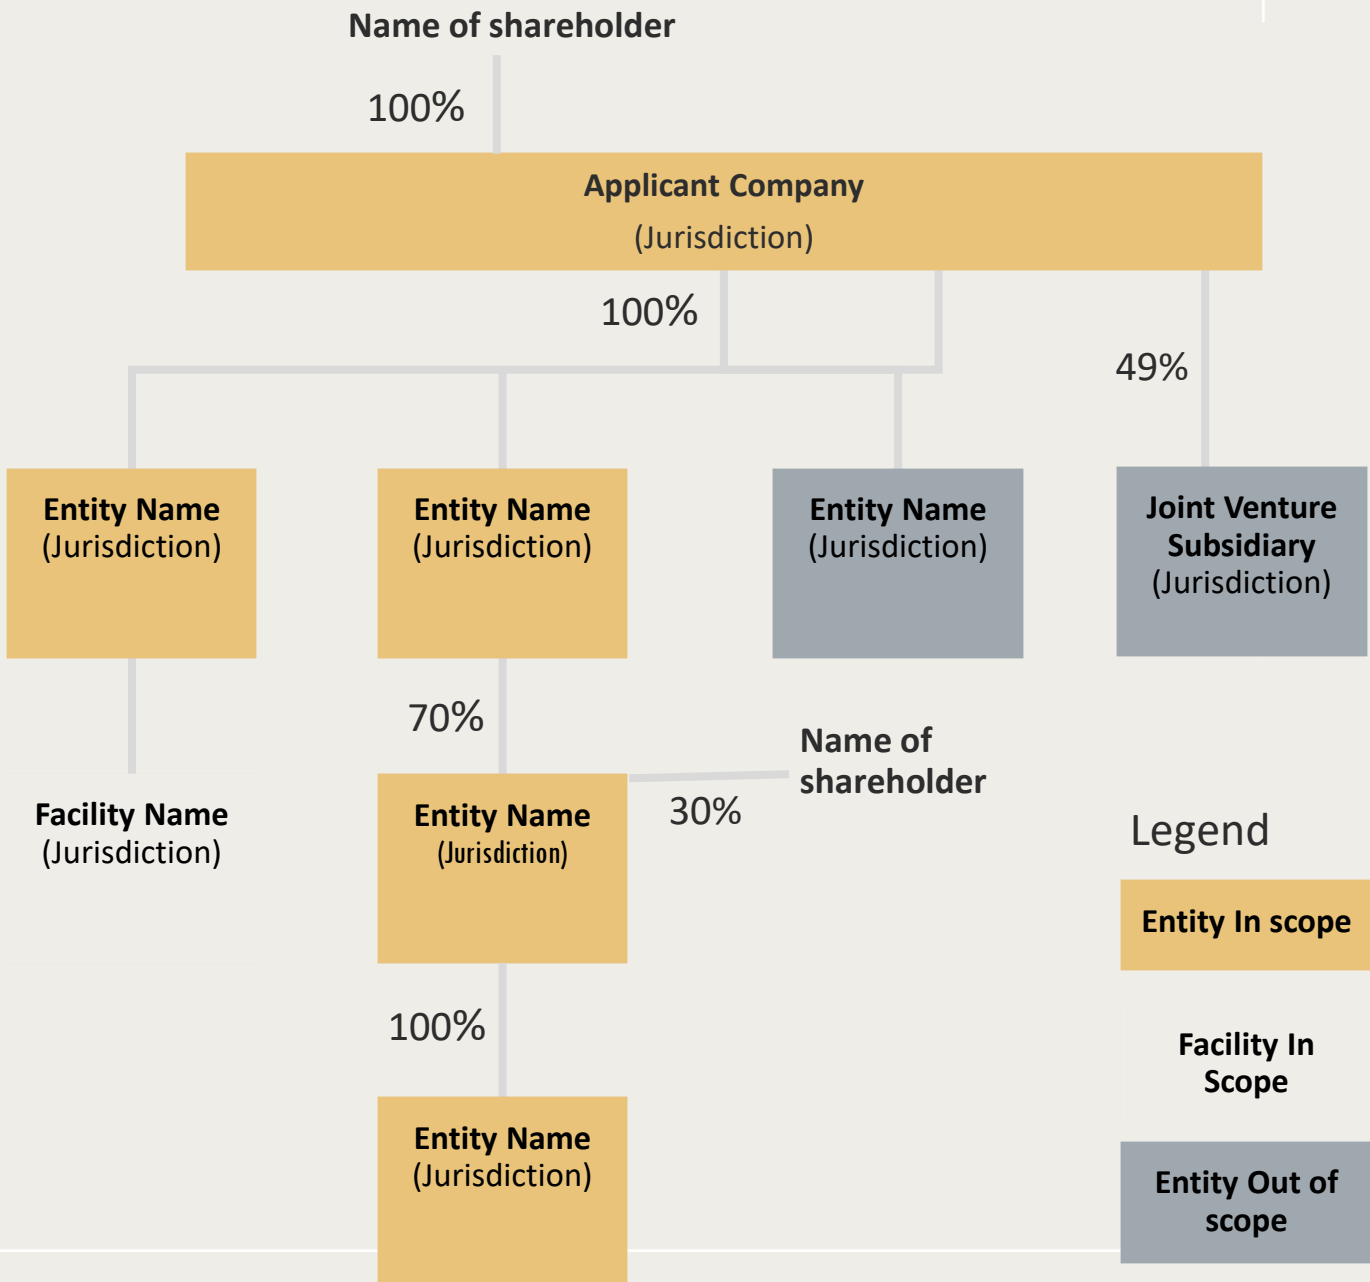 Name of shareholder
100%
Applicant Company
(Jurisdiction)
100%
49%
Entity Name
(Jurisdiction)
Entity Name
(Jurisdiction)
Entity Name
(Jurisdiction)
Joint Venture
Subsidiary
(Jurisdiction)
70%
Name of
shareholder
30%
Facility Name
(Jurisdiction)
Entity Name
(Jurisdiction)
100%
Entity Name
(Jurisdiction)
Legend
Entity In scope
Facility In
Scope
Entity Out of
scope